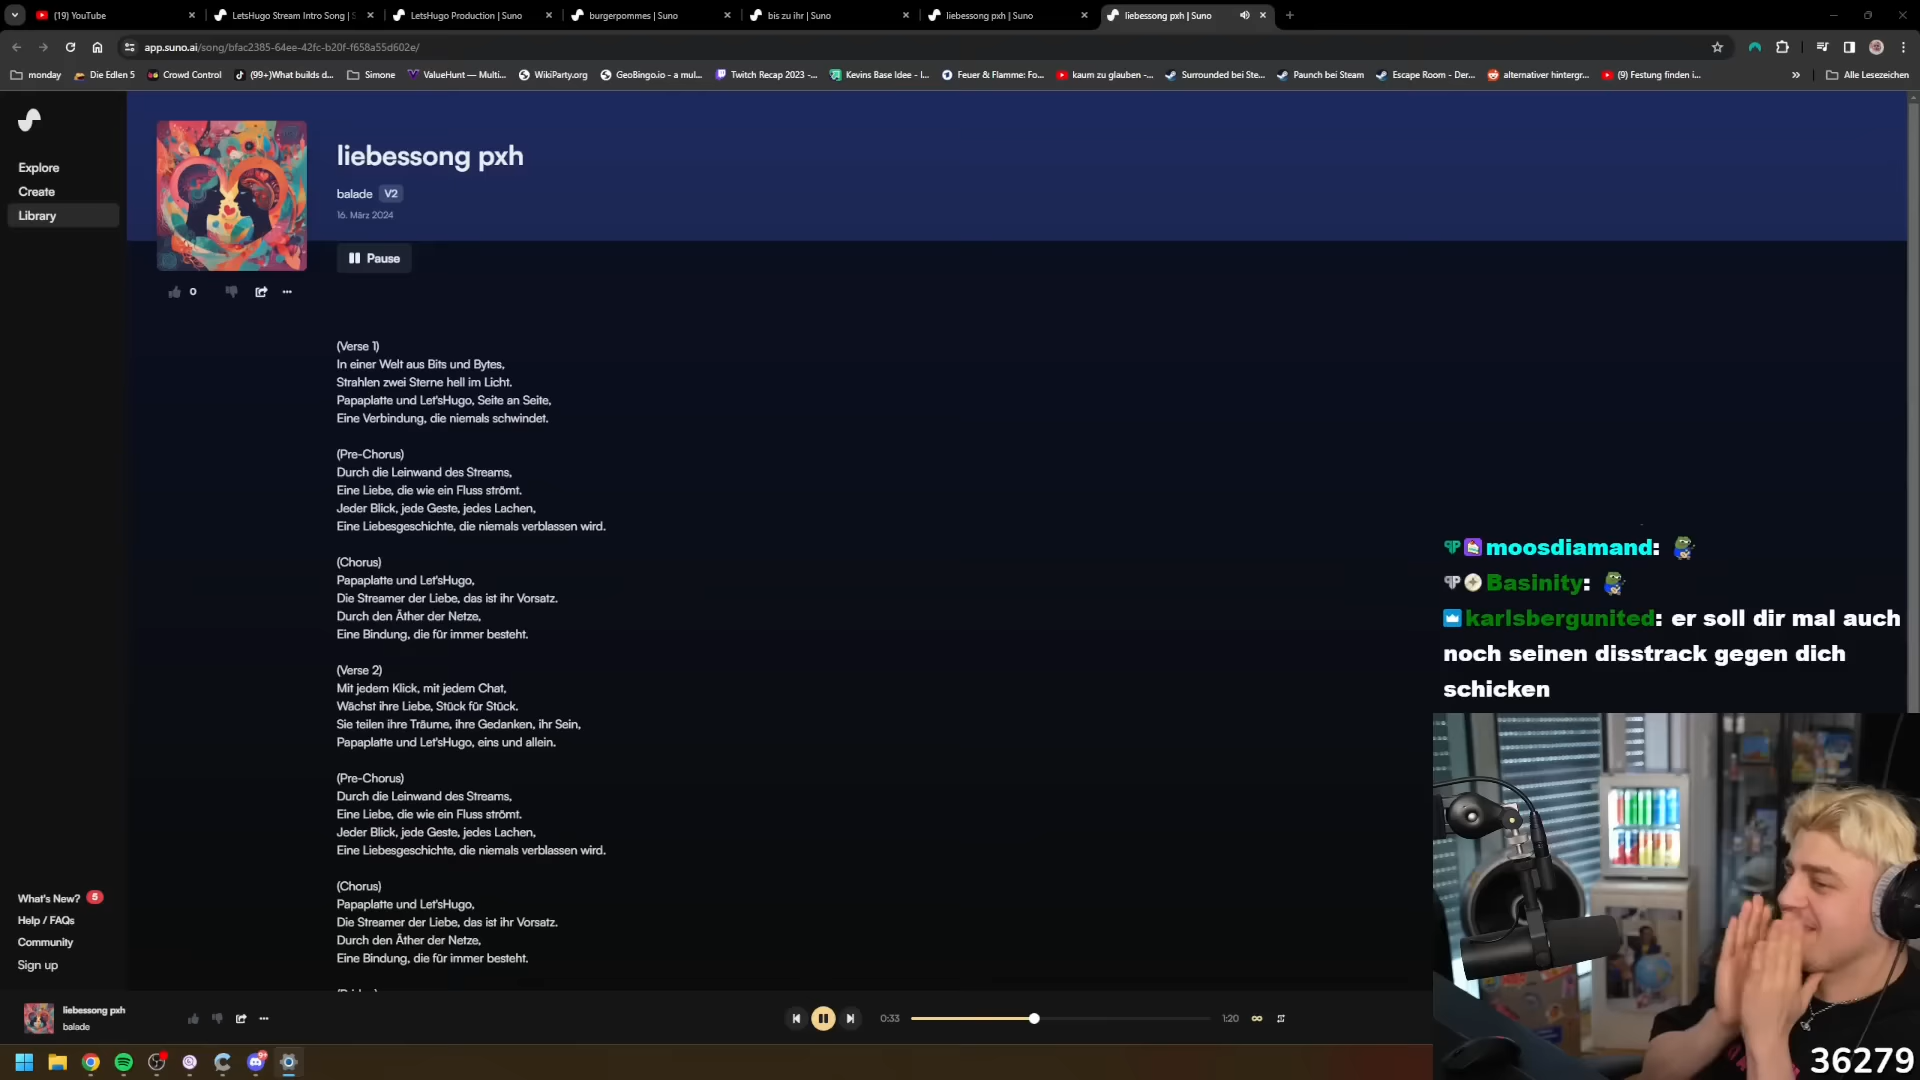 (19) YouTube
LetsHugo Stream Intro Song | S
LetsHugo Production | Suno
burgerpommes | Suno
bis zu ihr | Suno
liebessong pxh | Suno
liebessong pxh | Suno
app.suno.ai/song/bfac2385-64ee-42fc-b20f-f658a55d602e/
monday
Die Edlen 5
Crowd Control
(99+)What builds d...
Simone
ValueHunt — Multi...
WikiParty.org
GeoBingo.io - a mul...
Twitch Recap 2023 -...
Kevins Base Idee - I...
Feuer & Flamme: Fo...
kaum zu glauben -...
Surrounded bei Ste...
Paunch bei Steam
Escape Room - Der...
alternativer hintergr...
(9) Festung finden i...
»
Alle Lesezeichen
Explore
Create
Library
liebessong pxh
balade V2
16. März 2024
Pause
0
(Verse 1)
In einer Welt aus Bits und Bytes,
Strahlen zwei Sterne hell im Licht.
Papaplatte und Let'sHugo, Seite an Seite,
Eine Verbindung, die niemals schwindet.
(Pre-Chorus)
Durch die Leinwand des Streams,
Eine Liebe, die wie ein Fluss strömt.
Jeder Blick, jede Geste, jedes Lachen,
Eine Liebesgeschichte, die niemals verblassen wird.
(Chorus)
Papaplatte und Let'sHugo,
Die Streamer der Liebe, das ist ihr Vorsatz.
Durch den Äther der Netze,
Eine Bindung, die für immer besteht.
(Verse 2)
Mit jedem Klick, mit jedem Chat,
Wächst ihre Liebe, Stück für Stück.
Sie teilen ihre Träume, ihre Gedanken, ihr Sein,
Papaplatte und Let'sHugo, eins und allein.
(Pre-Chorus)
Durch die Leinwand des Streams,
Eine Liebe, die wie ein Fluss strömt.
Jeder Blick, jede Geste, jedes Lachen,
Eine Liebesgeschichte, die niemals verblassen wird.
(Chorus)
Papaplatte und Let'sHugo,
Die Streamer der Liebe, das ist ihr Vorsatz.
Durch den Äther der Netze,
Eine Bindung, die für immer besteht.
moosdiamand:
Basinity:
karlsbergunited: er soll dir mal auch
noch seinen disstrack gegen dich
schicken
What's New? 5
Help / FAQs
Community
Sign up
liebessong pxh
balade
0:33
1:20
36279